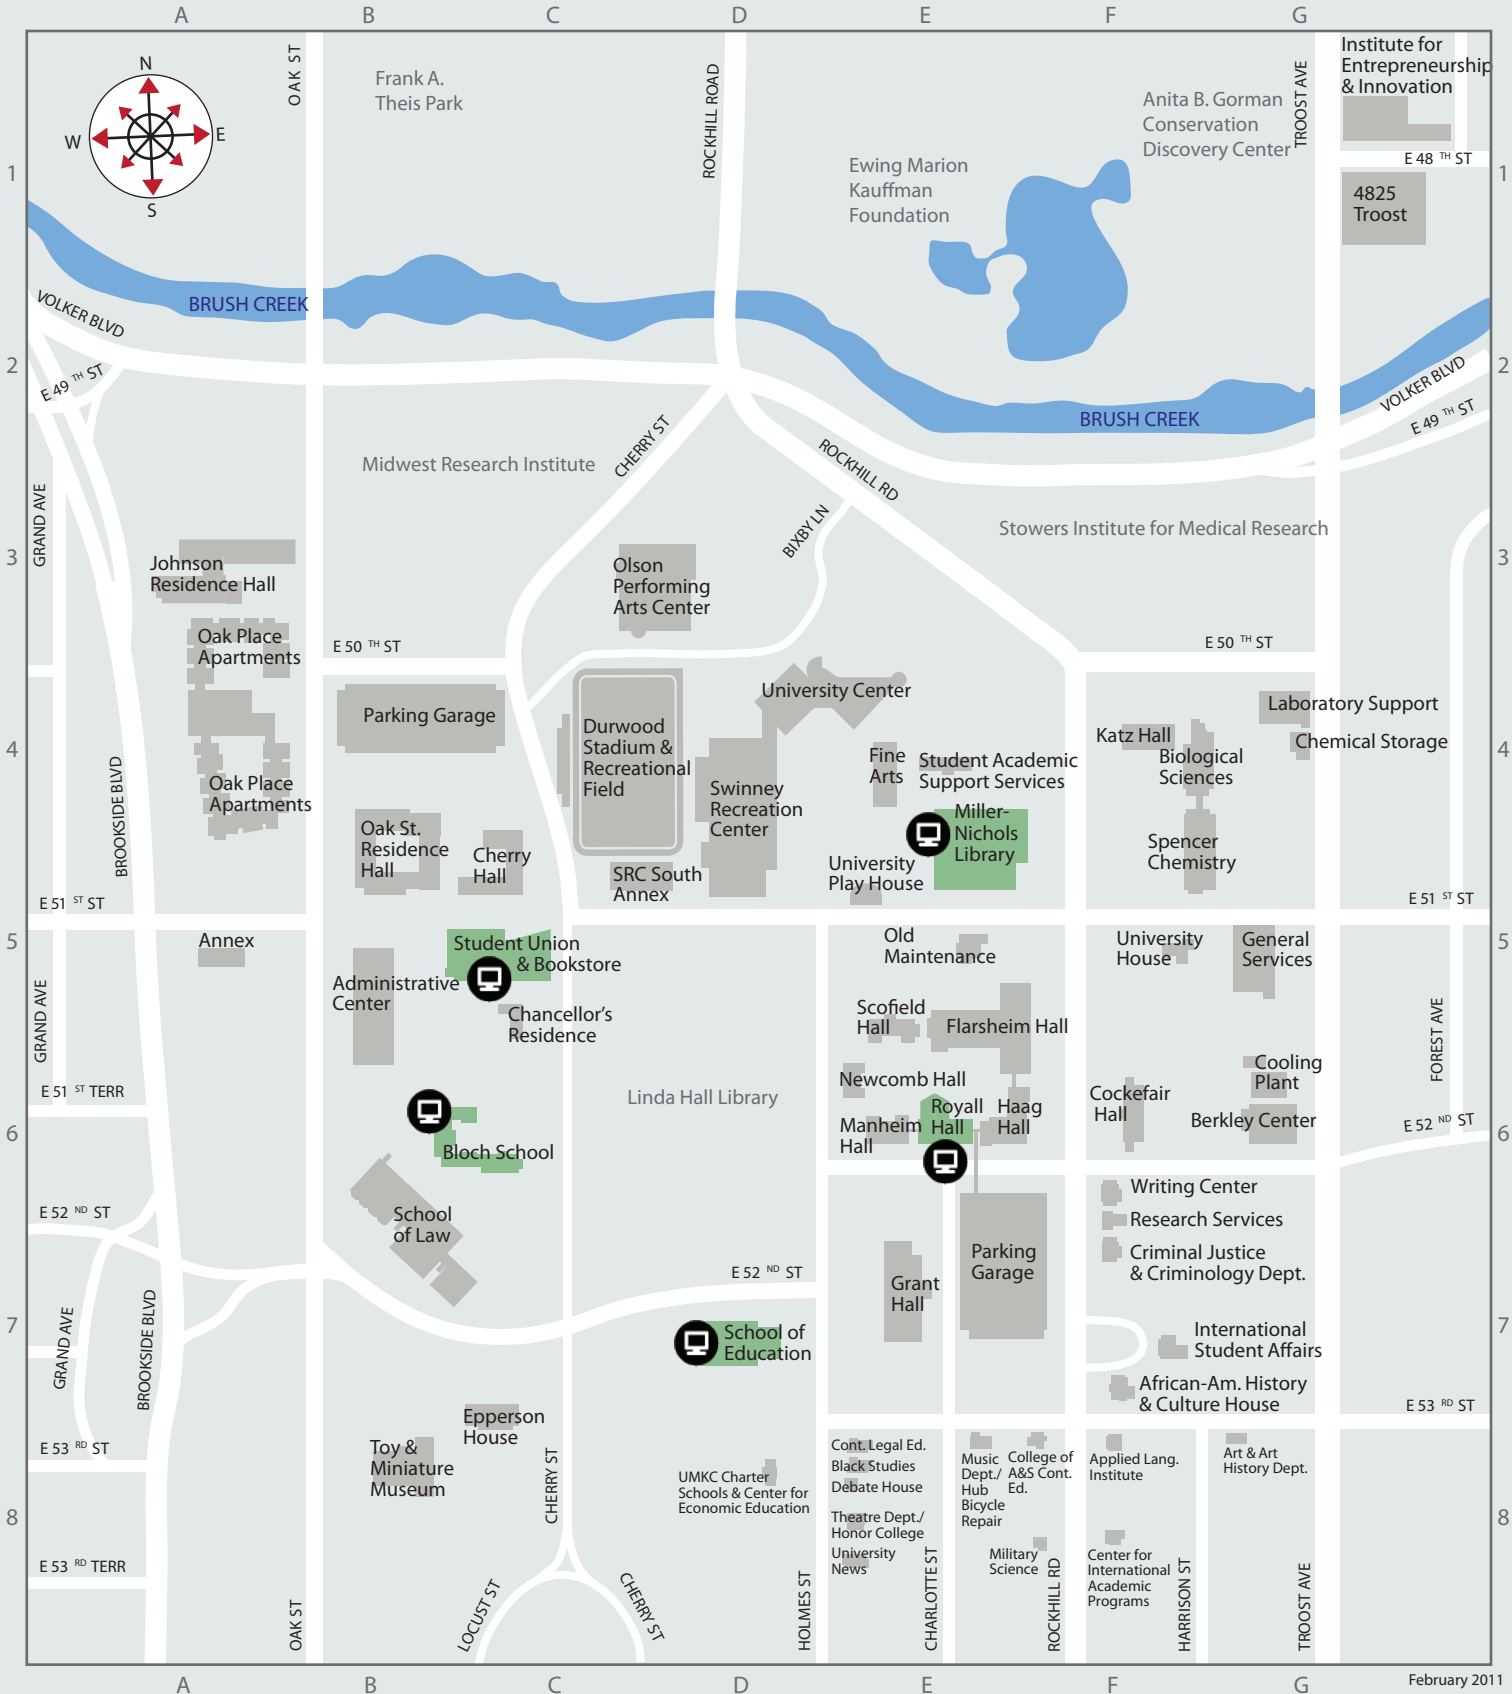 A B C D E F G
N
W E
S
OAK ST
Frank A.
Theis Park
ROCKHILL ROAD
Anita B. Gorman
Conservation
Discovery Center
TROOST AVE
Institute for
Entrepreneurship
& Innovation
E 48 TH ST
1
1
Ewing Marion
Kauffman
Foundation
4825
Troost
VOLKER BLVD
BRUSH CREEK
2
2
E 49 TH ST
VOLKER BLVD
BRUSH CREEK
E 49 TH ST
Midwest Research Institute
CHERRY ST
ROCKHILL RD
GRAND AVE
BIXBY LN
Stowers Institute for Medical Research
3
3
Johnson
Residence Hall
Olson
Performing
Arts Center
Oak Place
Apartments
E 50 TH ST
E 50 TH ST
University Center
Parking Garage
Durwood
Stadium &
Recreational
Field
Laboratory Support
Katz Hall
Chemical Storage
4
4
BROOKSIDE BLVD
Fine
Arts
Student Academic
Support Services
Biological
Sciences
Oak Place
Apartments
Swinney
Recreation
Center
Miller-
Nichols
Library
Oak St.
Residence
Hall
Cherry
Hall
SRC South
Annex
University
Play House
Spencer
Chemistry
E 51 ST ST
E 51 ST ST
5
5
Annex
Student Union
& Bookstore
Old
Maintenance
University
House
General
Services
Administrative
Center
Chancellor's
Residence
GRAND AVE
Scofield
Hall
Flarsheim Hall
FOREST AVE
E 51 ST TERR
Linda Hall Library
Newcomb Hall
Cooling
Plant
Cockefair
Hall
Royall
Hall
Haag
Hall
Manheim
Hall
Berkley Center
E 52 ND ST
6
6
Bloch School
Writing Center
Research Services
Criminal Justice
& Criminology Dept.
School
of Law
E 52 ND ST
E 52 ND ST
Parking
Garage
Grant
Hall
7
7
GRAND AVE
BROOKSIDE BLVD
School of
Education
International
Student Affairs
African-Am. History
& Culture House
E 53 RD ST
Epperson
House
E 53 RD ST
Toy &
Miniature
Museum
CHERRY ST
UMKC Charter
Schools & Center for
Economic Education
Cont. Legal Ed.
Black Studies
Debate House
Theatre Dept./
Honor College
University
News
Music
Dept./
Hub
Bicycle
Repair
College of
A&S Cont.
Ed.
Military
Science
Applied Lang.
Institute
Art & Art
History Dept.
Center for
International
Academic
Programs
8
8
E 53 RD TERR
OAK ST
LOCUST ST
CHERRY ST
HOLMES ST
CHARLOTTE ST
ROCKHILL RD
HARRISON ST
TROOST AVE
A B C D E F G
February 2011